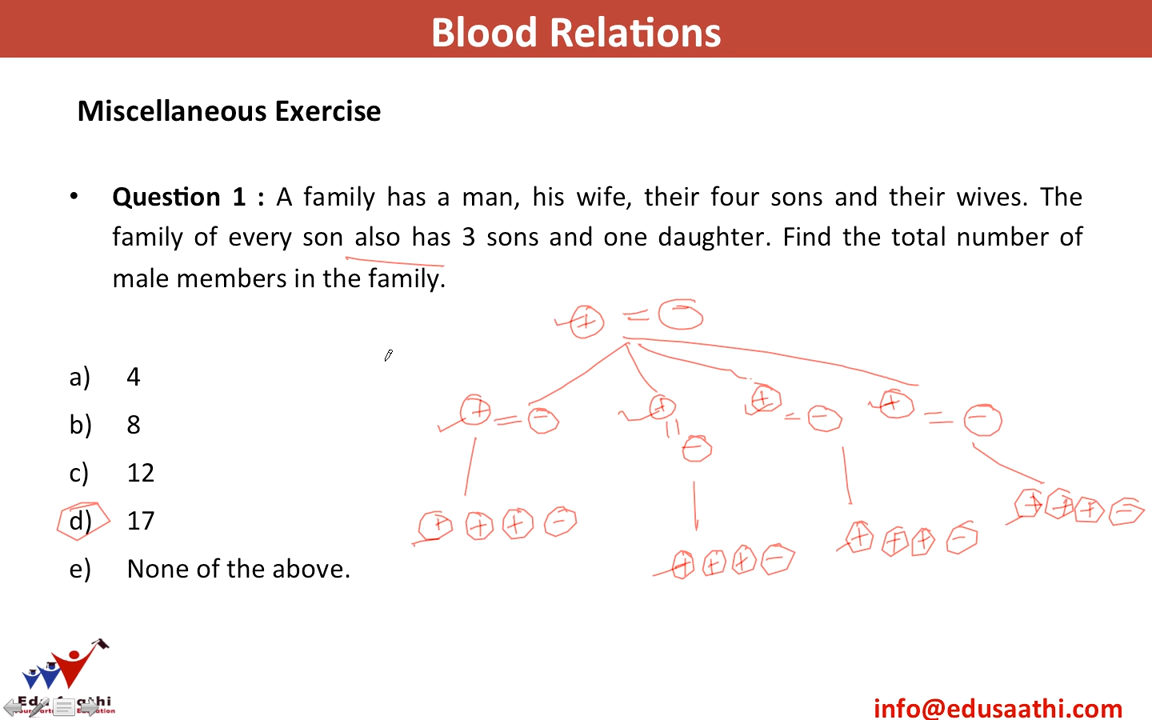 Blood Relations
Miscellaneous Exercise
• Question 1 : A family has a man, his wife, their four sons and their wives. The
family of every son also has 3 sons and one daughter. Find the total number of
male members in the family.
+ = -
+ = - + = - + = - + = -
a) 4
b) 8
c) 12
d) 17
e) None of the above.
+ + + - + + + - + + + - + + + -
info@edusaathi.com